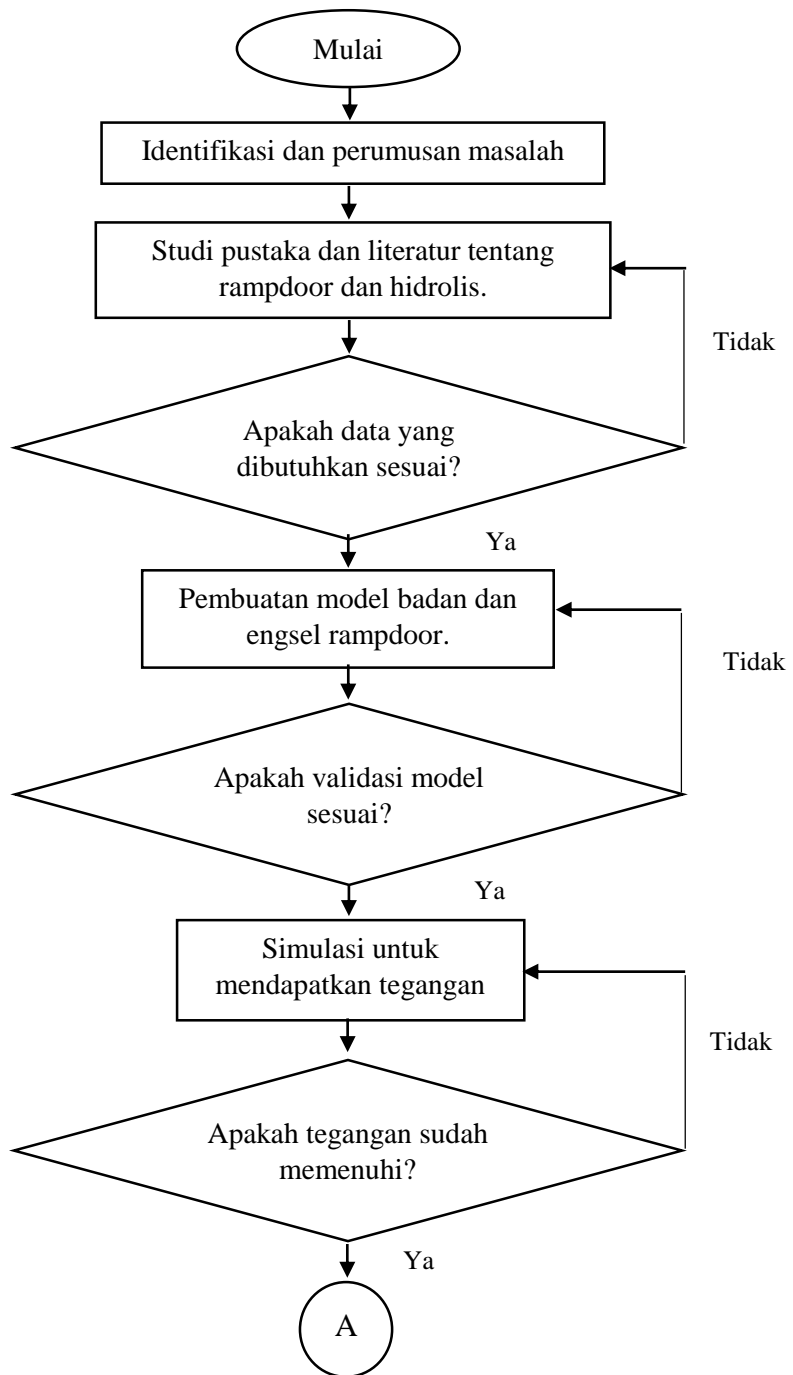 Mulai
Identifikasi dan perumusan masalah
Studi pustaka dan literatur tentang
rampdoor dan hidrolis.
Tidak
Apakah data yang
dibutuhkan sesuai?
Ya
Pembuatan model badan dan
engsel rampdoor.
Tidak
Apakah validasi model
sesuai?
Ya
Simulasi untuk
mendapatkan tegangan
Tidak
Apakah tegangan sudah
memenuhi?
Ya
A